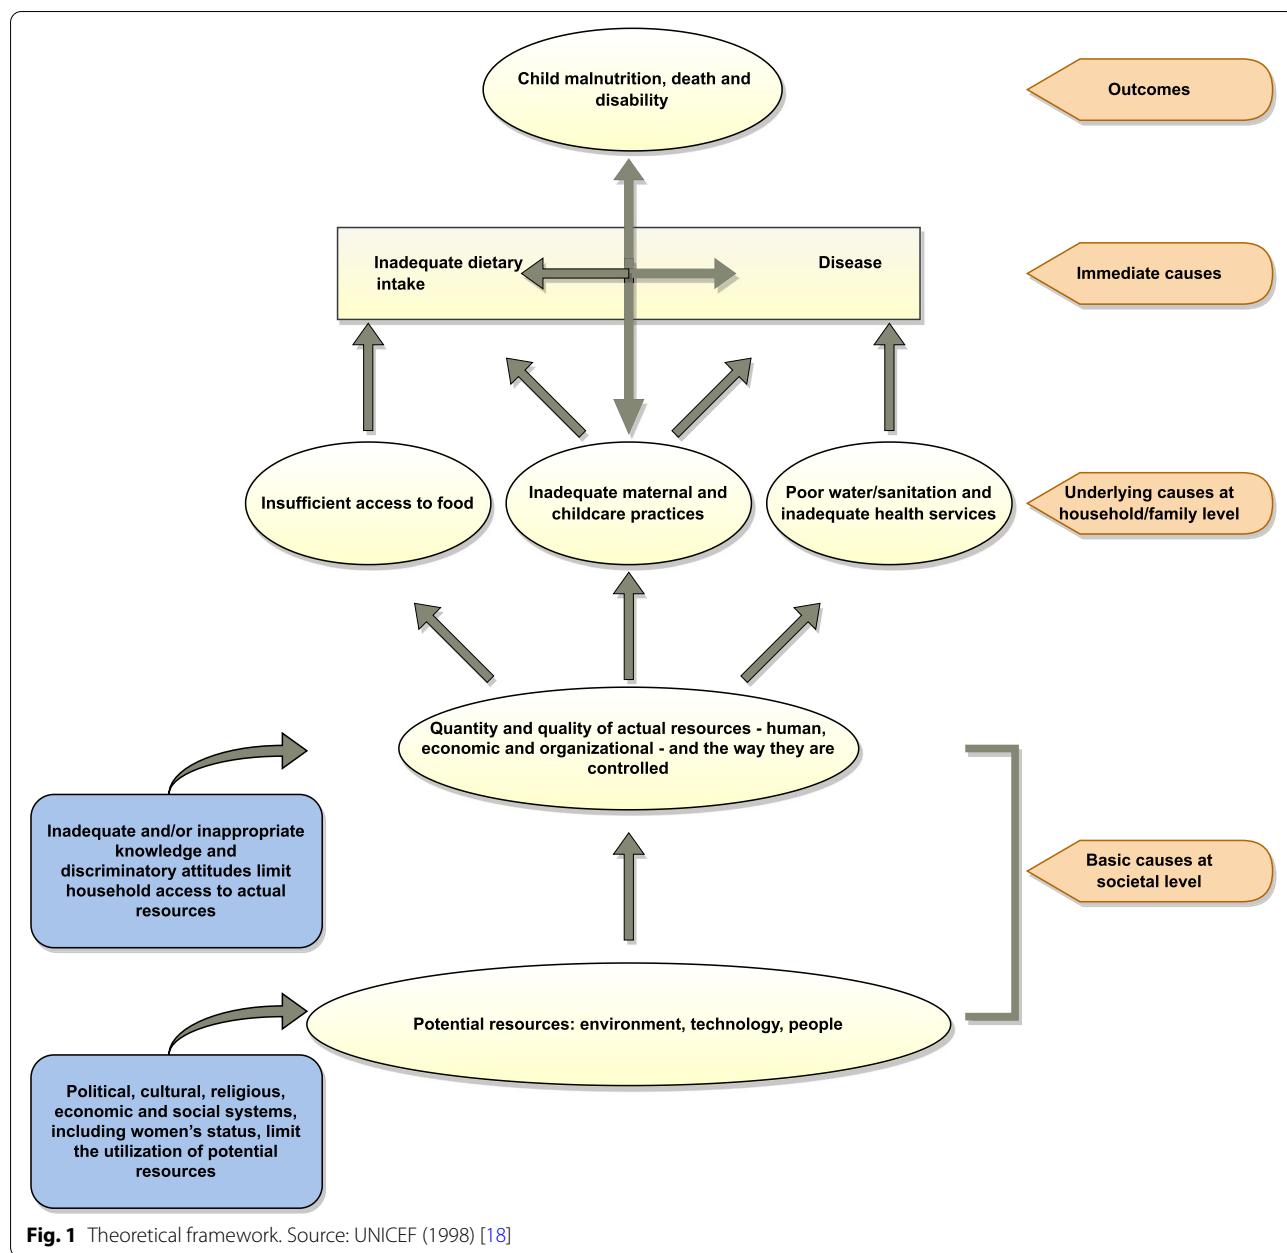 Child malnutrition, death and
disability
Outcomes
Inadequate dietary
intake
Disease
Immediate causes
Insufficient access to food
Inadequate maternal and
childcare practices
Poor water/sanitation and
inadequate health services
Underlying causes at
household/family level
Quantity and quality of actual resources - human,
economic and organizational - and the way they are
controlled
Inadequate and/or inappropriate
knowledge and
discriminatory attitudes limit
household access to actual
resources
Basic causes at
societal level
Potential resources: environment, technology, people
Political, cultural, religious,
economic and social systems,
including women’s status, limit
the utilization of potential
resources
Fig. 1 Theoretical framework. Source: UNICEF (1998) [18]